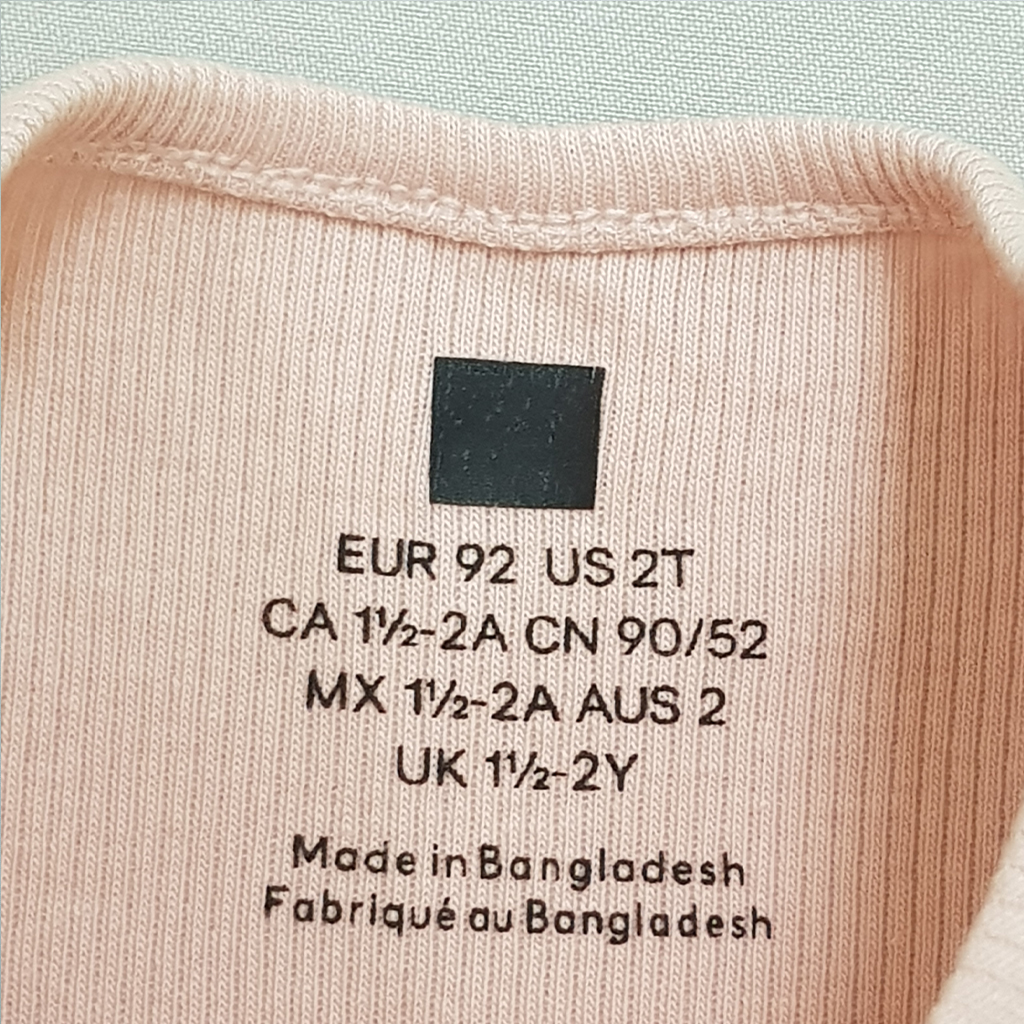 EUR 92 US 2T
CA 1½-2A CN 90/52
MX 1½-2A AUS 2
UK 1½-2Y
Made in Bangladesh
Fabriqué au Bangladesh